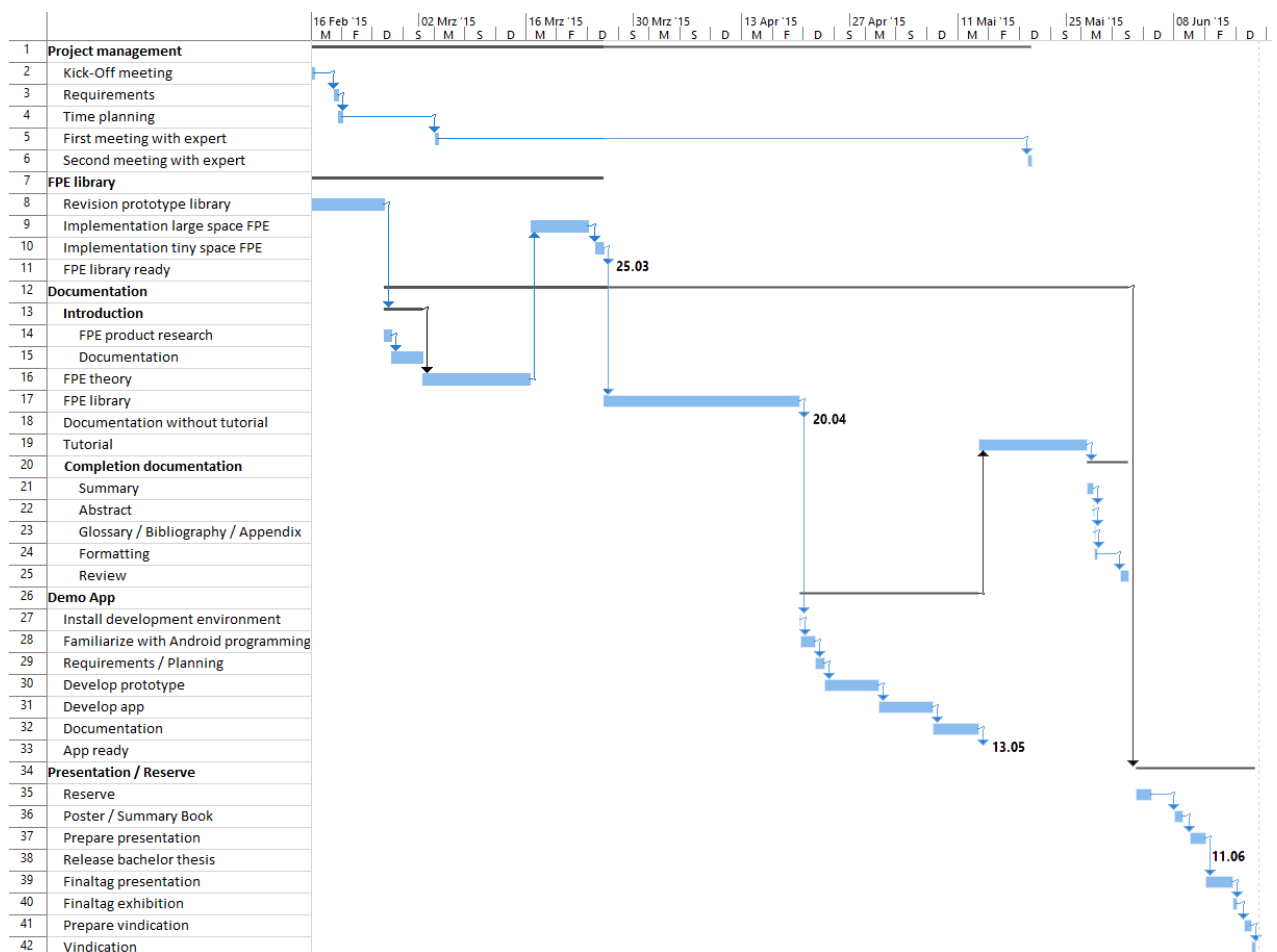 16 Feb '15 02 Mrz '15 16 Mrz '15 30 Mrz '15 13 Apr '15 27 Apr '15 11 Mai '15 25 Mai '15 08 Jun '15
M F D S S D M F D S M S D M F D S M S D M F S M S D M F D
1 Project management
2 Kick-Off meeting
3 Requirements
4 Time planning
5 First meeting with expert
6 Second meeting with expert
7 FPE library
8 Revision prototype library
9 Implementation large space FPE
10 Implementation tiny space FPE
11 FPE library ready 25.03
12 Documentation
13 Introduction
14 FPE product research
15 Documentation
16 FPE theory
17 FPE library
18 Documentation without tutorial 20.04
19 Tutorial
20 Completion documentation
21 Summary
22 Abstract
23 Glossary / Bibliography / Appendix
24 Formatting
25 Review
26 Demo App
27 Install development environment
28 Familiarize with Android programming
29 Requirements / Planning
30 Develop prototype
31 Develop app
32 Documentation
33 App ready 13.05
34 Presentation / Reserve
35 Reserve
36 Poster / Summary Book
37 Prepare presentation
38 Release bachelor thesis 11.06
39 Finaltag presentation
40 Finaltag exhibition
41 Prepare vindication
42 Vindication